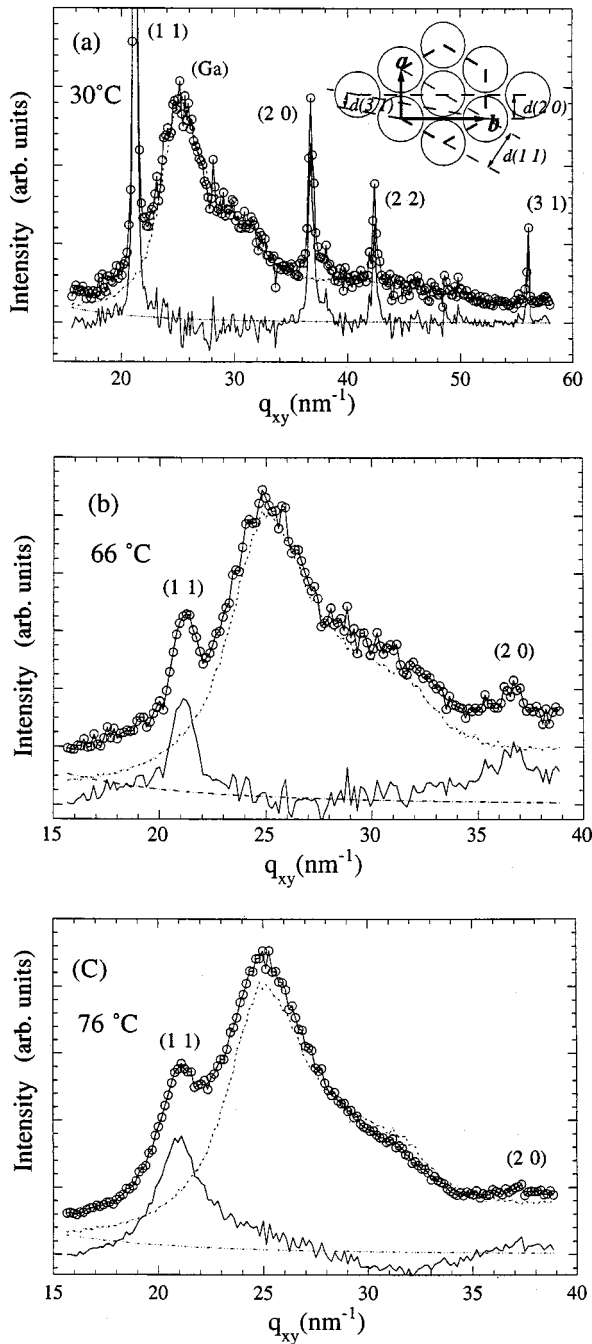 (a)
(1 1)
(Ga)
30°C
(2 0)
(2 2)
(3 1)
a
b
d(31)
d(2 0)
d(1 1)
Intensity (arb. units)
20 30 40 50 60
q_xy(nm⁻¹)
(b)
66 °C
(1 1)
(2 0)
Intensity (arb. units)
15 20 25 30 35 40
q_xy(nm⁻¹)
(C)
76 °C
(1 1)
(2 0)
Intensity (arb. units)
15 20 25 30 35 40
q_xy(nm⁻¹)